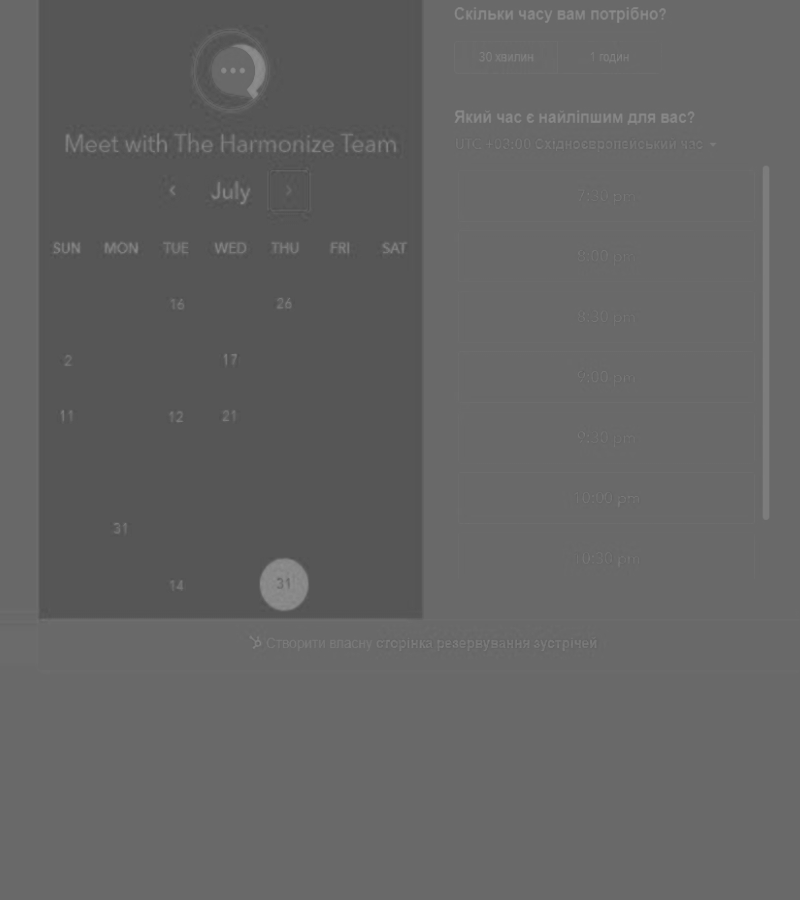 Meet with The Harmonize Team
July
SUN MON TUE WED THU FRI SAT
16 26
2 17
11 12 21
31
14 31
Скільки часу вам потрібно?
30 хвилин 1 годин
Який час є найліпшим для вас?
UTC +03:00 Східноєвропейський час
7:30 pm
8:00 pm
8:30 pm
9:00 pm
9:30 pm
10:00 pm
10:30 pm
Створити власну сторінка резервування зустрічей